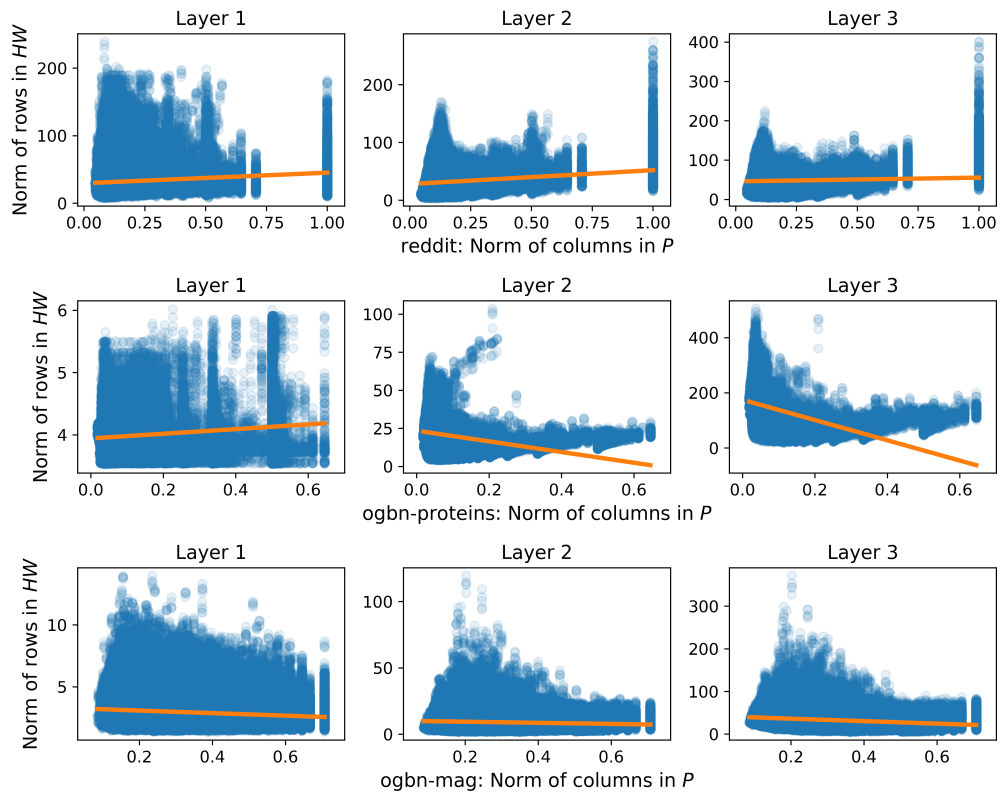 Layer 1
Layer 2
Layer 3
Norm of rows in HW
200
100
0
0.00 0.25 0.50 0.75 1.00
200
100
0
0.00 0.25 0.50 0.75 1.00
400
300
200
100
0
0.00 0.25 0.50 0.75 1.00
reddit: Norm of columns in P
Layer 1
Layer 2
Layer 3
Norm of rows in HW
6
5
4
0.0 0.2 0.4 0.6
100
75
50
25
0
0.0 0.2 0.4 0.6
400
200
0
0.0 0.2 0.4 0.6
ogbn-proteins: Norm of columns in P
Layer 1
Layer 2
Layer 3
Norm of rows in HW
10
5
0.2 0.4 0.6
100
50
0
0.2 0.4 0.6
300
200
100
0
0.2 0.4 0.6
ogbn-mag: Norm of columns in P